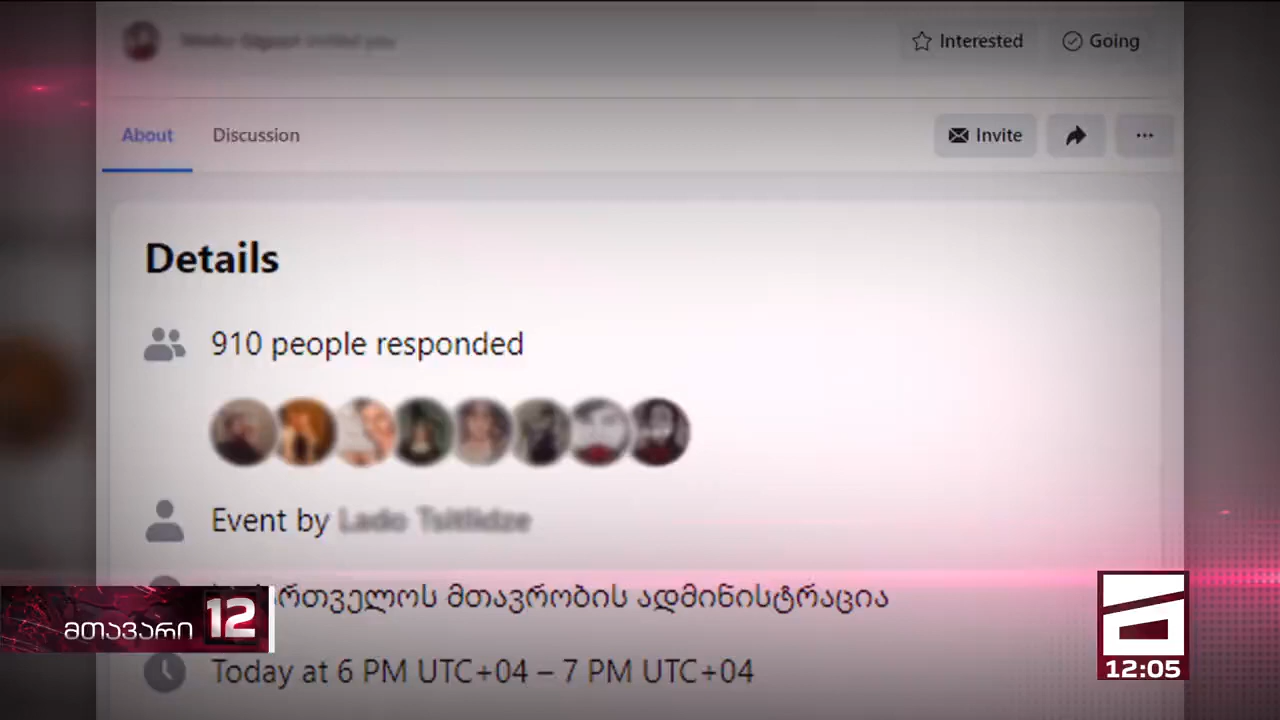 Interested
Going
About
Discussion
Invite
Details
910 people responded
Event by
მთავრობის ადმინისტრაცია
მთავარი 12
Today at 6 PM UTC+04 – 7 PM UTC+04
12:05